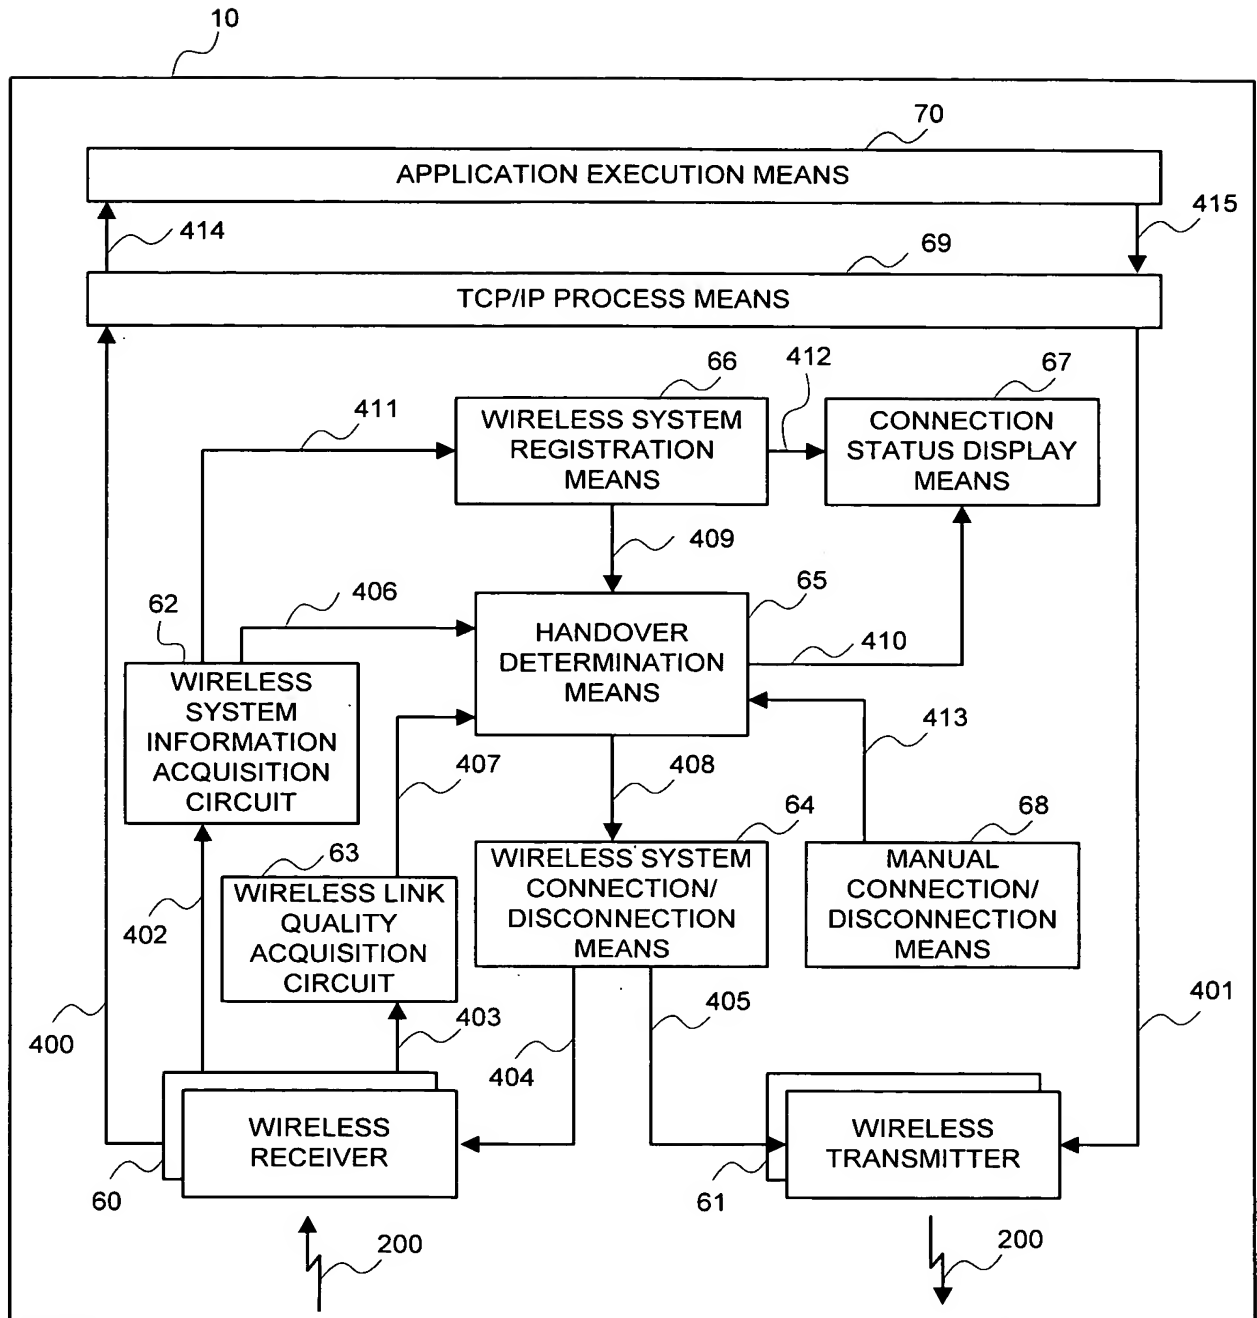 10
70
APPLICATION EXECUTION MEANS
414
415
69
TCP/IP PROCESS MEANS
66
412
67
411
WIRELESS SYSTEM
REGISTRATION
MEANS
CONNECTION
STATUS DISPLAY
MEANS
409
62
406
65
HANDOVER
DETERMINATION
MEANS
410
WIRELESS
SYSTEM
INFORMATION
ACQUISITION
CIRCUIT
413
407
408
64
68
63
WIRELESS SYSTEM
CONNECTION/
DISCONNECTION
MEANS
MANUAL
CONNECTION/
DISCONNECTION
MEANS
WIRELESS LINK
QUALITY
ACQUISITION
CIRCUIT
402
400
403
404
405
401
WIRELESS
RECEIVER
WIRELESS
TRANSMITTER
60
61
200
200